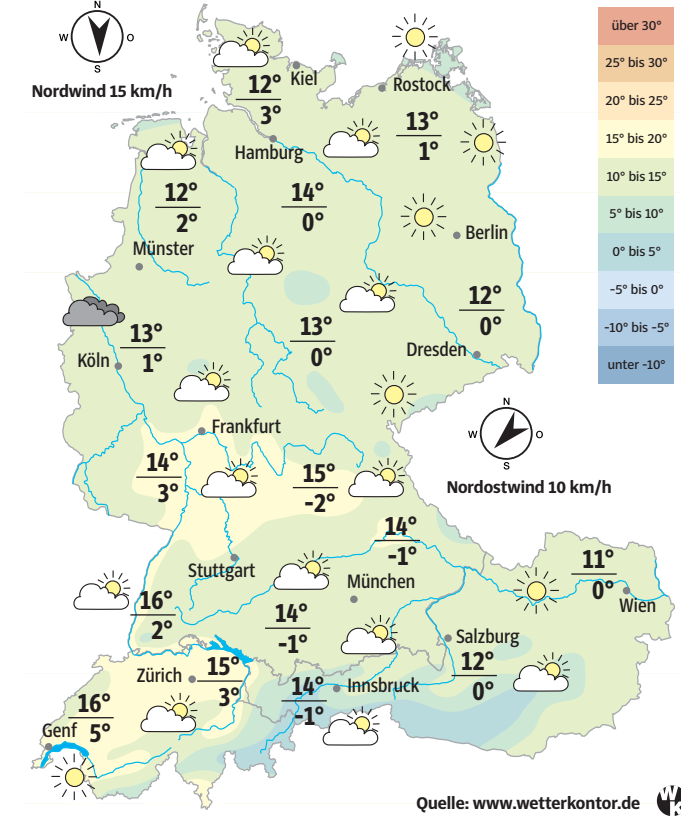 N
W O
S
Nordwind 15 km/h
über 30°
25° bis 30°
20° bis 25°
15° bis 20°
10° bis 15°
5° bis 10°
0° bis 5°
-5° bis 0°
-10° bis -5°
unter -10°
Kiel
12°
3°
Rostock
13°
1°
Hamburg
12°
2°
14°
0°
Berlin
Münster
12°
0°
13°
1°
13°
0°
Köln
Dresden
Frankfurt
N
W O
S
Nordostwind 10 km/h
14°
3°
15°
-2°
14°
-1°
Stuttgart
München
11°
0°
Wien
16°
2°
14°
-1°
Salzburg
12°
0°
Zürich
15°
3°
Innsbruck
14°
-1°
16°
5°
Genf
Quelle: www.wetterkontor.de
W
K